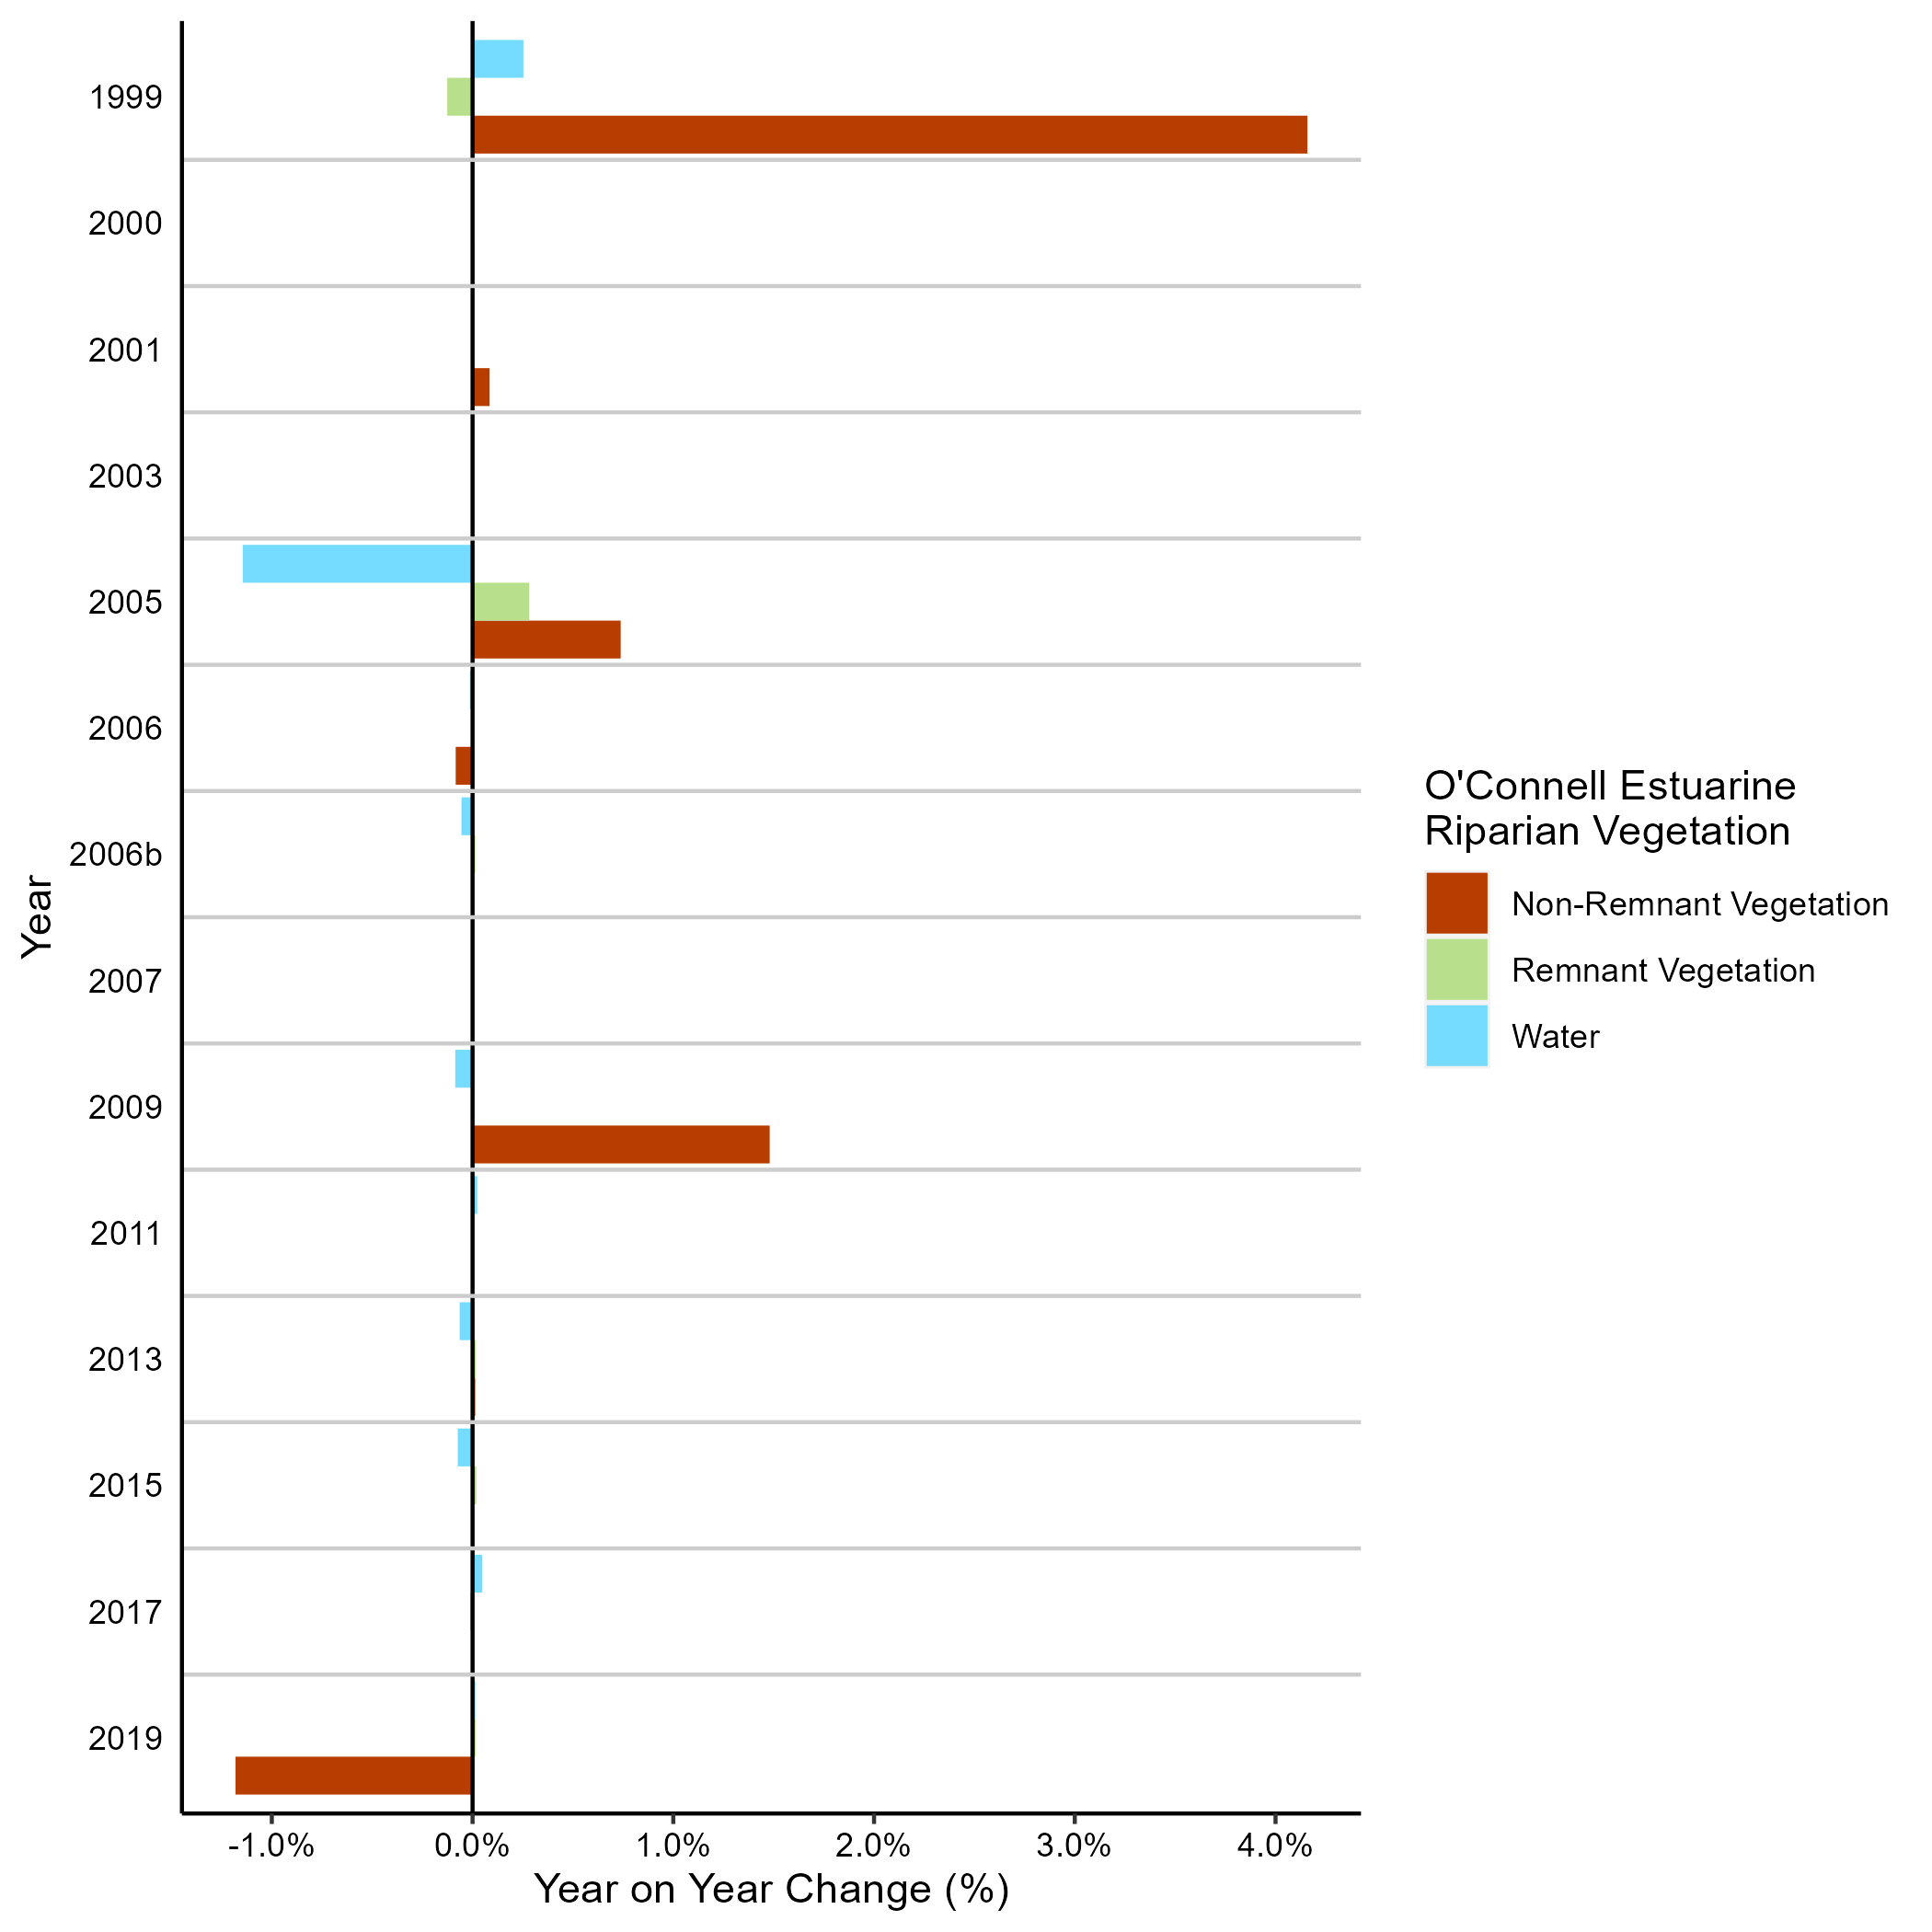 1999
2000
2001
2003
2005
2006
2006b
2007
2009
2011
2013
2015
2017
2019
Year
-1.0%
0.0%
1.0%
2.0%
3.0%
4.0%
Year on Year Change (%)
O'Connell Estuarine
Riparian Vegetation
Non-Remnant Vegetation
Remnant Vegetation
Water